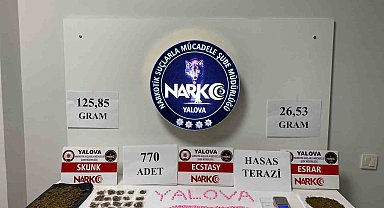 NARKOTİK SUÇLARLA MÜCADELE ŞUBE MÜDÜRLÜĞÜ
NARKO
YALOVA
125,85
GRAM
26,53
GRAM
770
ADET
HASAS
TERAZİ
YALOVA
SKUNK
NARKO
YALOVA
ECSTASY
NARKO
YALOVA
ESRAR
NARKO
YALOVA